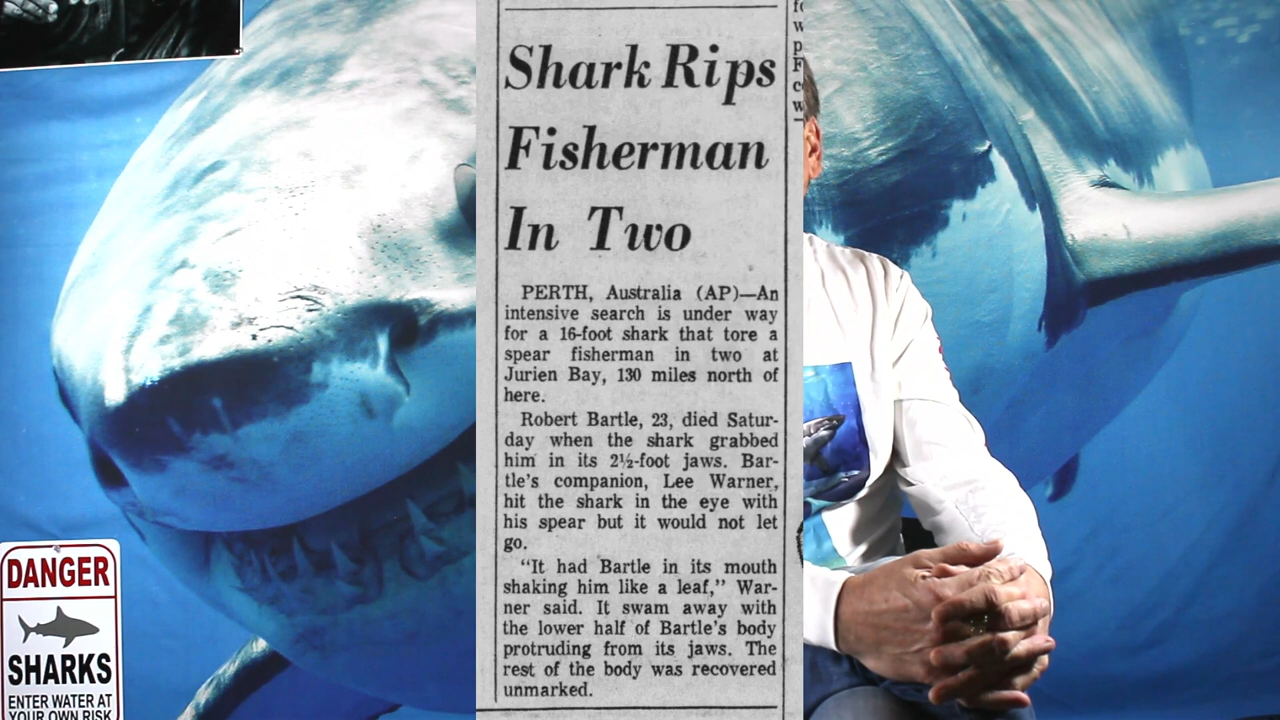 DANGER
SHARKS
ENTER WATER AT
YOUR OWN RISK
Shark Rips
Fisherman
In Two
PERTH, Australia (AP)—An
intensive search is under way
for a 16-foot shark that tore a
spear fisherman in two at
Jurien Bay, 130 miles north of
here.
Robert Bartle, 23, died Satur-
day when the shark grabbed
him in its 2½-foot jaws. Bar-
tle's companion, Lee Warner,
hit the shark in the eye with
his spear but it would not let
go.
"It had Bartle in its mouth
shaking him like a leaf," War-
ner said. It swam away with
the lower half of Bartle's body
protruding from its jaws. The
rest of the body was recovered
unmarked.